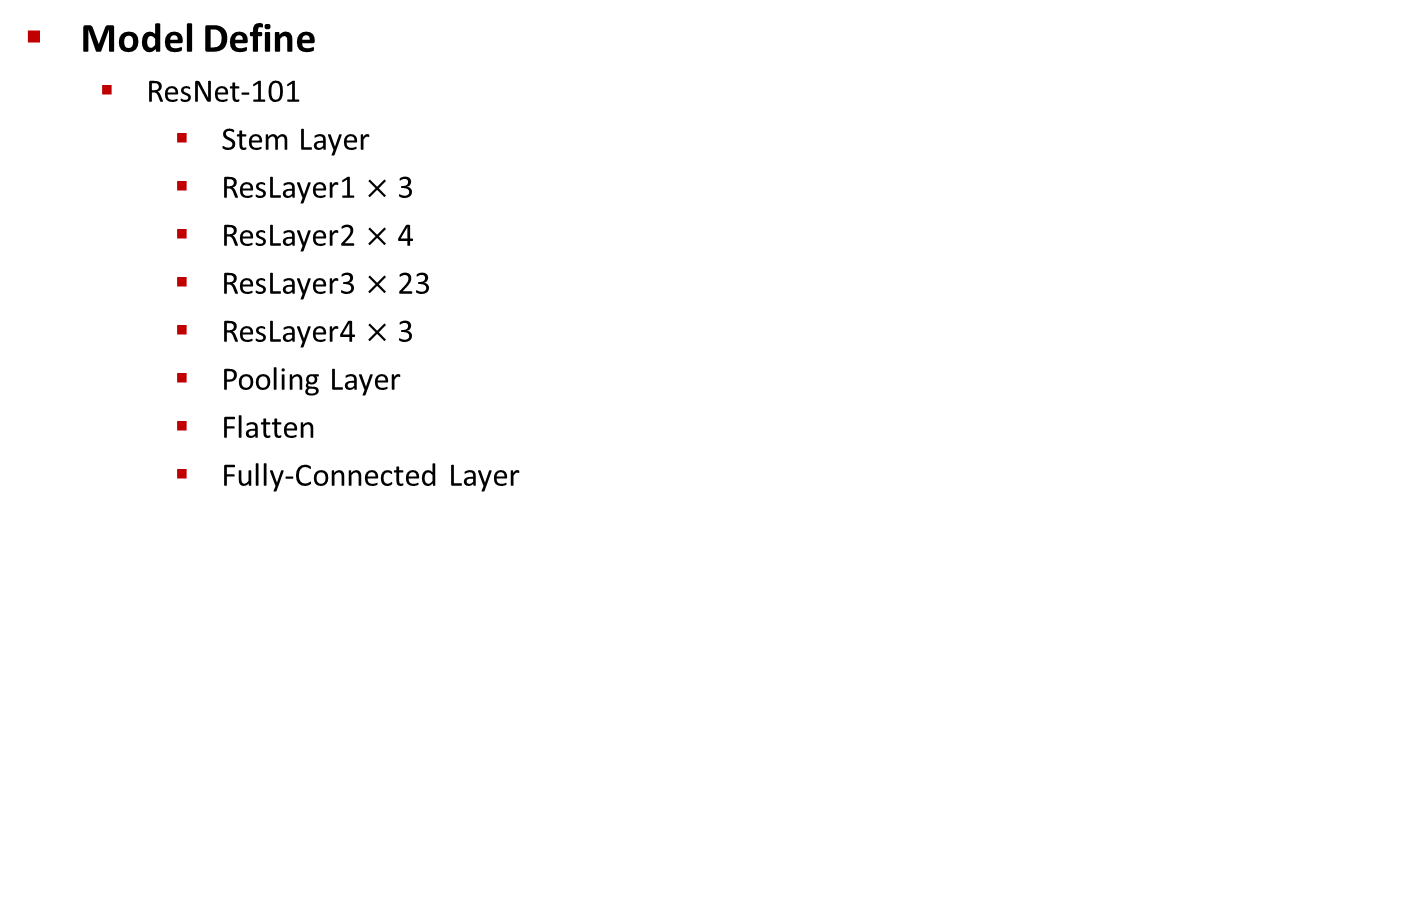 Model Define
ResNet-101
Stem Layer
ResLayer1 × 3
ResLayer2 × 4
ResLayer3 × 23
ResLayer4 × 3
Pooling Layer
Flatten
Fully-Connected Layer